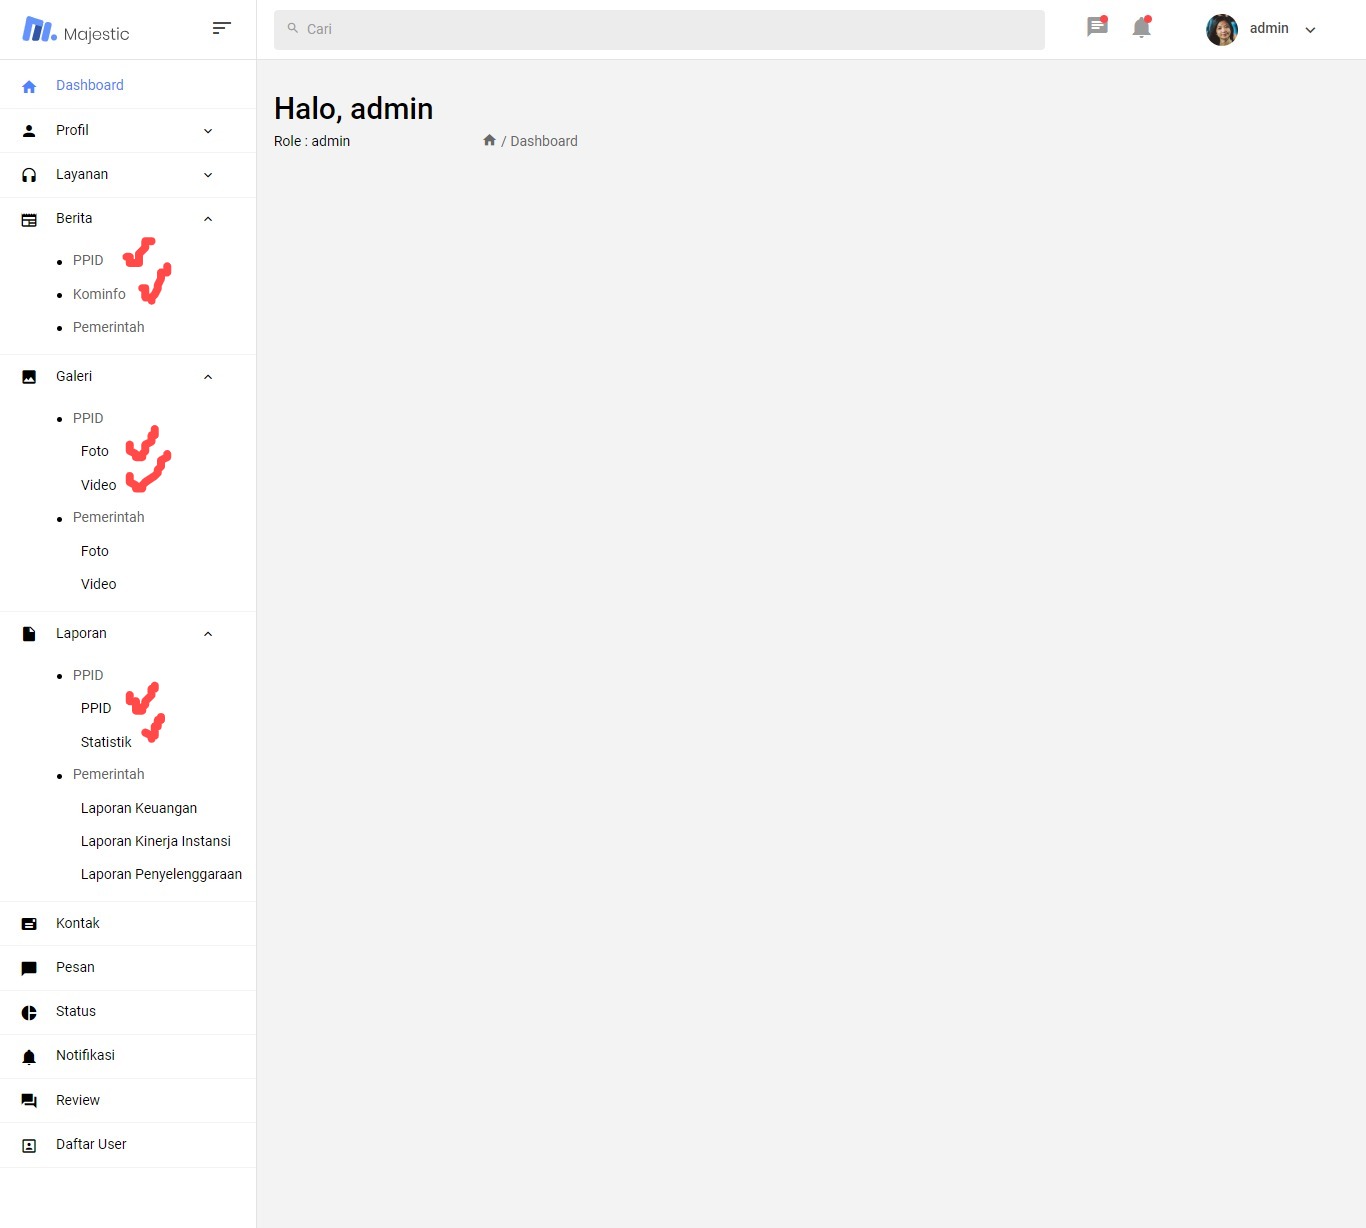 Majestic
Cari
admin
Dashboard
Profil
Layanan
Berita
PPID
Kominfo
Pemerintah
Galeri
PPID
Foto
Video
Pemerintah
Foto
Video
Laporan
PPID
PPID
Statistik
Pemerintah
Laporan Keuangan
Laporan Kinerja Instansi
Laporan Penyelenggaraan
Kontak
Pesan
Status
Notifikasi
Review
Daftar User
Halo, admin
Role : admin
/ Dashboard